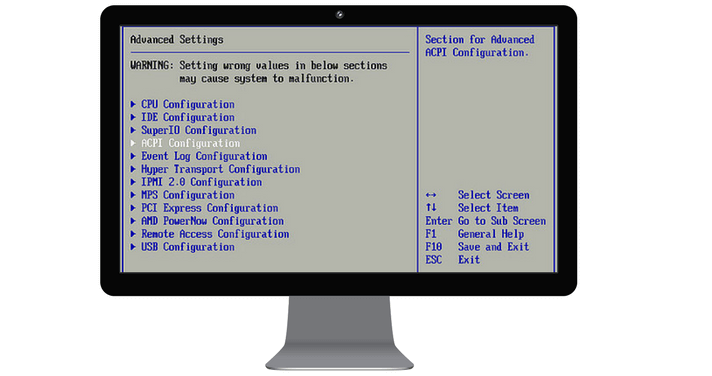 Advanced Settings
WARNING: Setting wrong values in below sections
may cause system to malfunction.
CPU Configuration
IDE Configuration
SuperIO Configuration
ACPI Configuration
Event Log Configuration
Hyper Transport Configuration
IPMI 2.0 Configuration
MPS Configuration
PCI Express Configuration
AMD PowerNow Configuration
Remote Access Configuration
USB Configuration
Section for Advanced
ACPI Configuration.
↔ Select Screen
↑↓ Select Item
Enter Go to Sub Screen
F1 General Help
F10 Save and Exit
ESC Exit